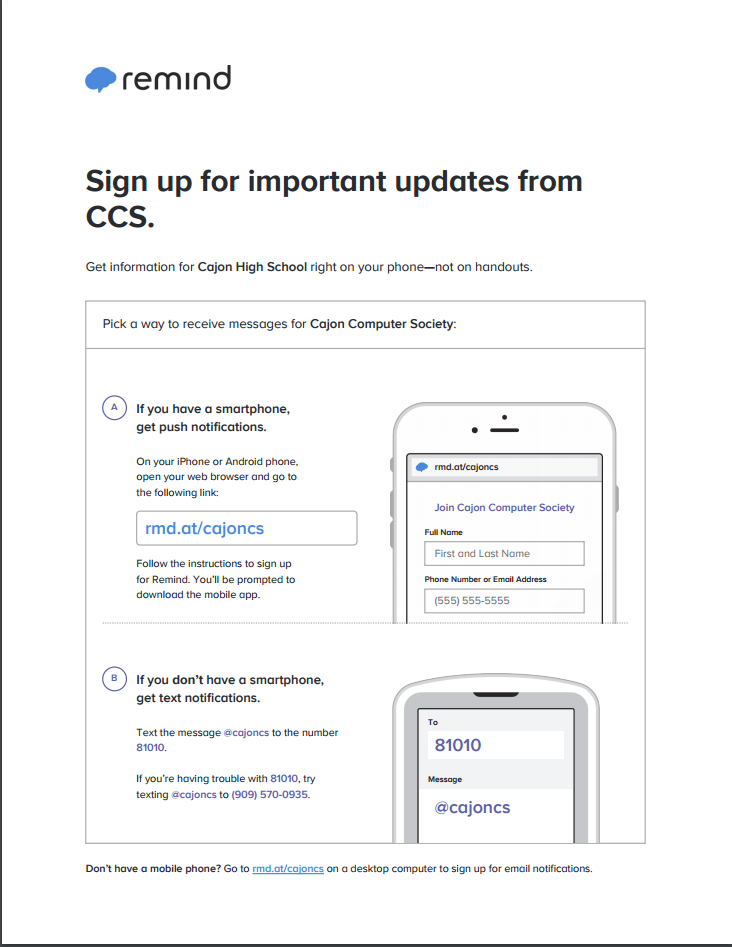 remind
Sign up for important updates from
CCS.
Get information for Cajon High School right on your phone—not on handouts.
Pick a way to receive messages for Cajon Computer Society:
A
If you have a smartphone,
get push notifications.
On your iPhone or Android phone,
open your web browser and go to
the following link:
rmd.at/cajoncs
Follow the instructions to sign up
for Remind. You'll be prompted to
download the mobile app.
rmd.at/cajoncs
Join Cajon Computer Society
Full Name
First and Last Name
Phone Number or Email Address
(555) 555-5555
B
If you don't have a smartphone,
get text notifications.
Text the message @cajoncs to the number
81010.
If you're having trouble with 81010, try
texting @cajoncs to (909) 570-0935.
To
81010
Message
@cajoncs
Don't have a mobile phone? Go to rmd.at/cajoncs on a desktop computer to sign up for email notifications.